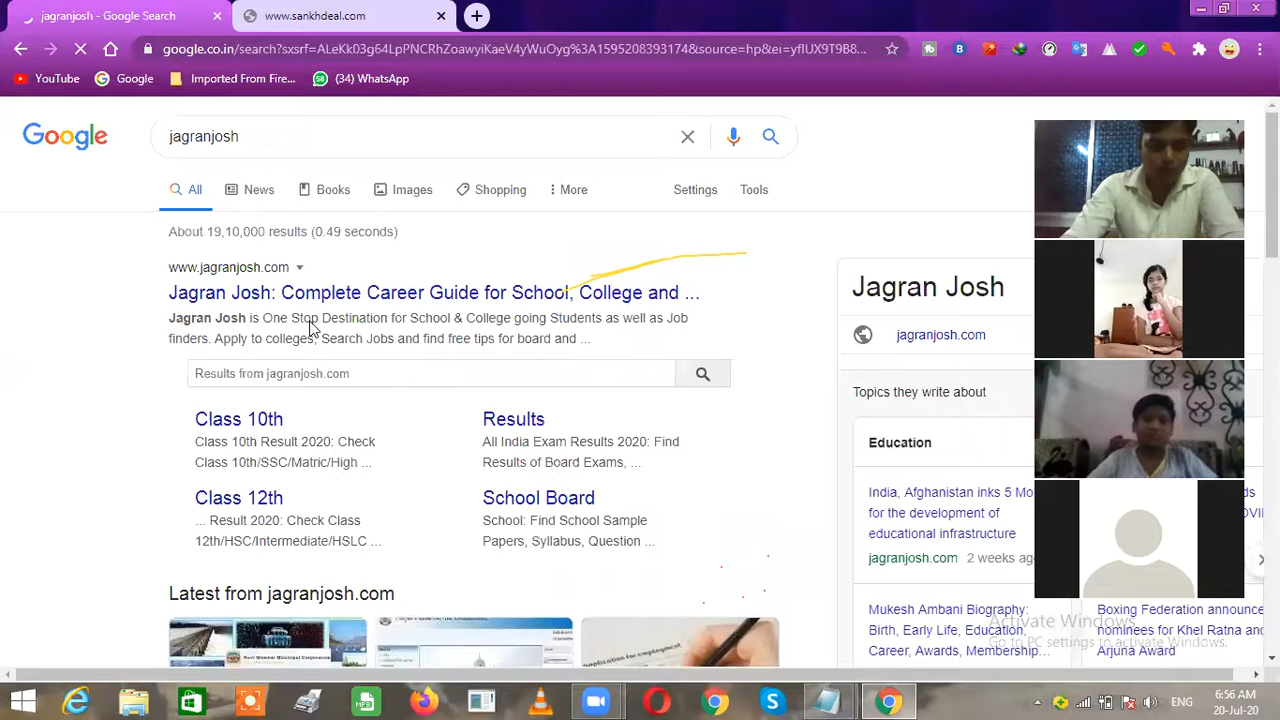 jagranjosh - Google Search
www.sankhdeal.com
google.co.in/search?sxsrf=ALeKk03g64LpPNCRhZoawyiKaeV4yWuOyg%3A1595208393174&source=hp&ei=yfIUX9T9B8...
YouTube
Google
Imported From Fire...
(34) WhatsApp
Google
jagranjosh
All
News
Books
Images
Shopping
More
Settings
Tools
About 19,10,000 results (0.49 seconds)
www.jagranjosh.com
Jagran Josh: Complete Career Guide for School, College and ...
Jagran Josh is One Stop Destination for School & College going Students as well as Job
finders. Apply to colleges, Search Jobs and find free tips for board and ...
Results from jagranjosh.com
Class 10th
Class 10th Result 2020: Check
Class 10th/SSC/Matric/High ...
Results
All India Exam Results 2020: Find
Results of Board Exams, ...
Class 12th
... Result 2020: Check Class
12th/HSC/Intermediate/HSLC ...
School Board
School: Find School Sample
Papers, Syllabus, Question ...
Latest from jagranjosh.com
Jagran Josh
jagranjosh.com
Topics they write about
Education
India, Afghanistan inks 5 Mo
for the development of
educational infrastructure
jagranjosh.com 2 weeks ag
Mukesh Ambani Biography:
Birth, Early Life, Education,
Career, Awards, Membership...
Boxing Federation announce
nominees for Khel Ratna an
Arjuna Award
Activate Windows
Go to PC settings to activate Windows.
ENG
6:56 AM
20-Jul-20